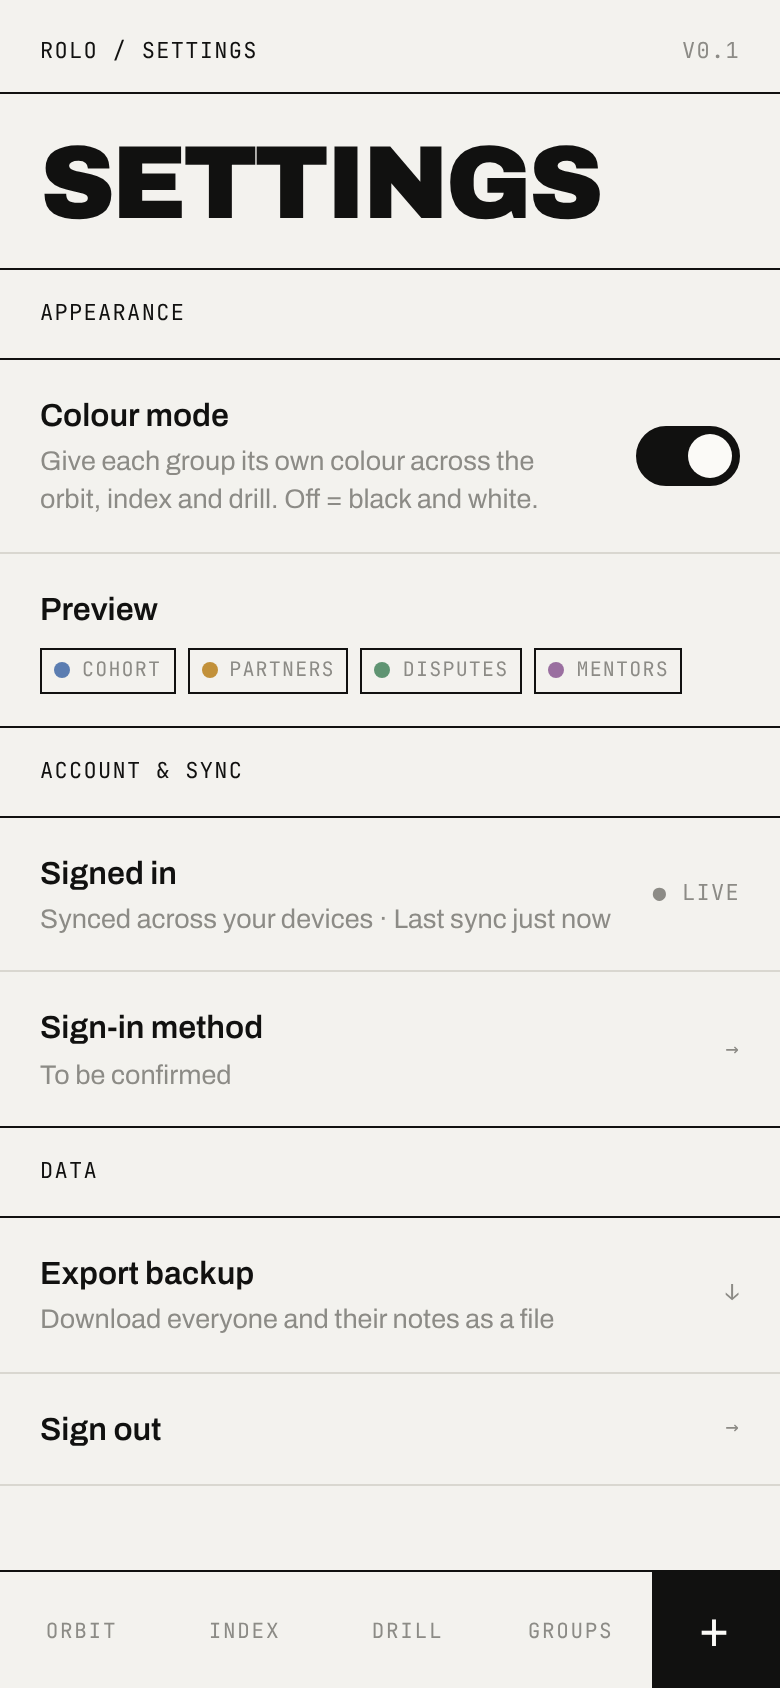 ROLO / SETTINGS
V0.1
SETTINGS
APPEARANCE
Colour mode
Give each group its own colour across the
orbit, index and drill. Off = black and white.
Preview
COHORT PARTNERS DISPUTES MENTORS
ACCOUNT & SYNC
Signed in
Synced across your devices · Last sync just now
● LIVE
Sign-in method
To be confirmed
→
DATA
Export backup
Download everyone and their notes as a file
↓
Sign out →
ORBIT INDEX DRILL GROUPS +